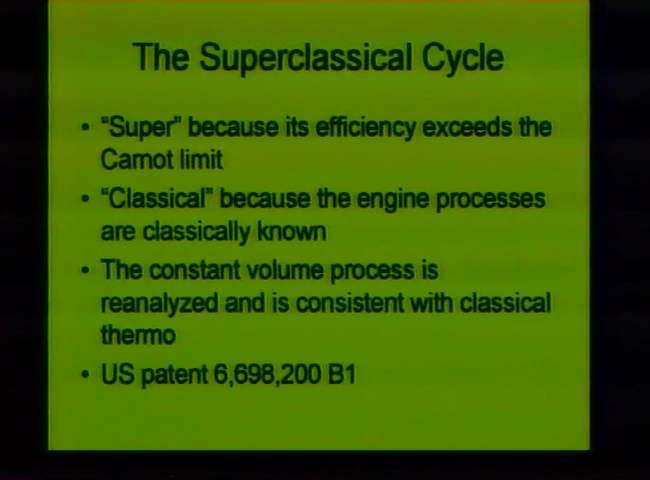 The Superclassical Cycle
• “Super” because its efficiency exceeds the
Carnot limit
• “Classical” because the engine processes
are classically known
• The constant volume process is
reanalyzed and is consistent with classical
thermo
• US patent 6,698,200 B1